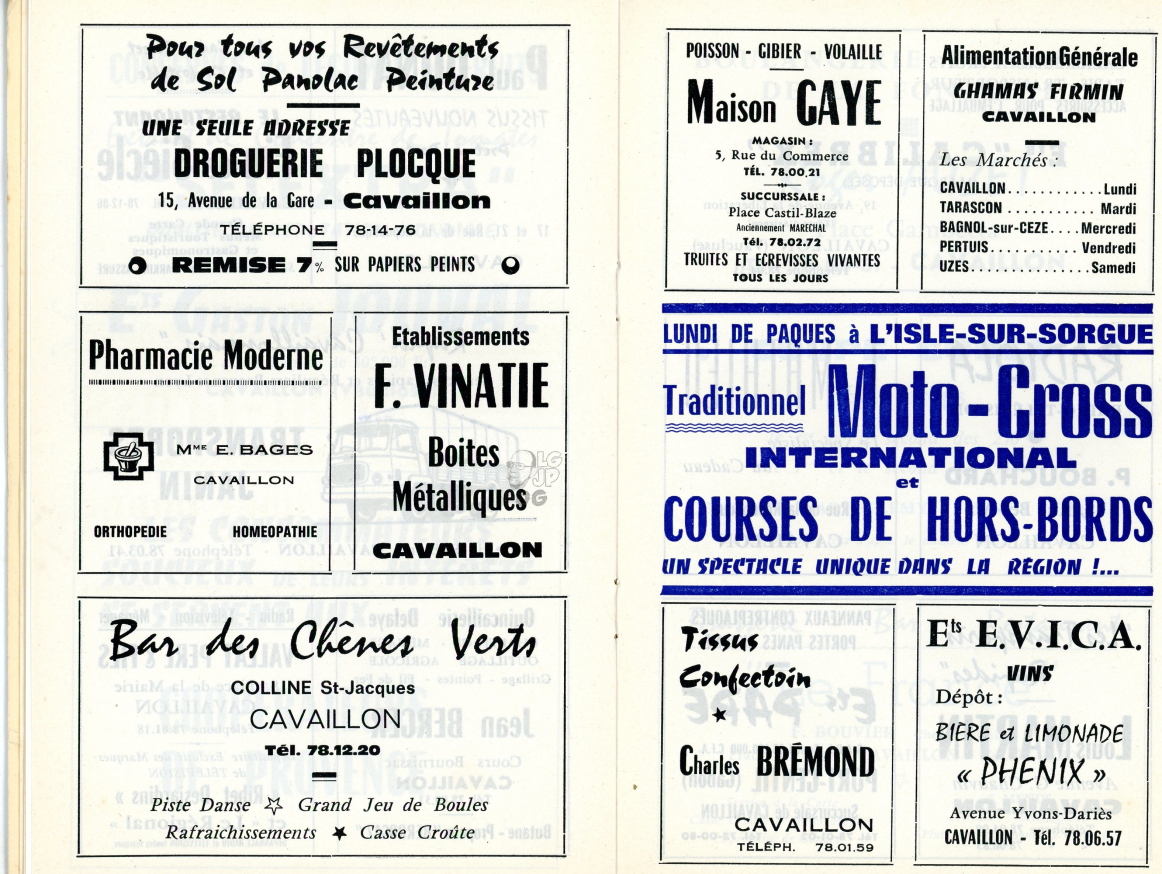 Pour tous vos Revêtements
de Sol Panolac Peinture
UNE SEULE ADRESSE
DROGUERIE PLOCQUE
15, Avenue de la Gare - Cavaillon
TÉLÉPHONE 78-14-76
REMISE 7% SUR PAPIERS PEINTS
Pharmacie Moderne
MME E. BAGES
CAVAILLON
ORTHOPEDIE HOMEOPATHIE
Etablissements
F. VINATIE
Boites
Métalliques
CAVAILLON
Bar des Chênes Verts
COLLINE St-Jacques
CAVAILLON
Tél. 78.12.20
Piste Danse ☆ Grand Jeu de Boules
Rafraichissements ★ Casse Croûte
POISSON - GIBIER - VOLAILLE
Maison GAYE
MAGASIN :
5, Rue du Commerce
TÉL. 78.00,21
SUCCURSSALE :
Place Castil-Blaze
Anciennement MARECHAL
Tél. 78.02.72
TRUITES ET ECREVISSES VIVANTES
TOUS LES JOURS
Alimentation Générale
GHAMAS FIRMIN
CAVAILLON
Les Marchés :
CAVAILLON . . . . . . . . . . . . Lundi
TARASCON . . . . . . . . . . . Mardi
BAGNOL-sur-CEZE . . . . Mercredi
PERTUIS . . . . . . . . . . . Vendredi
UZES . . . . . . . . . . . . . . Samedi
LUNDI DE PAQUES à L'ISLE-SUR-SORGUE
Traditionnel Moto-Cross
INTERNATIONAL
et
COURSES DE HORS-BORDS
UN SPECTACLE UNIQUE DANS LA RÉGION !...
Tissus
Confectoin
★
Charles BRÉMOND
CAVAILLON
TÉLÉPH. 78.01.59
Ets E.V.I.C.A.
VINS
Dépôt :
BIERE et LIMONADE
« PHENIX »
Avenue Yvons-Dariès
CAVAILLON - Tél. 78.06.57